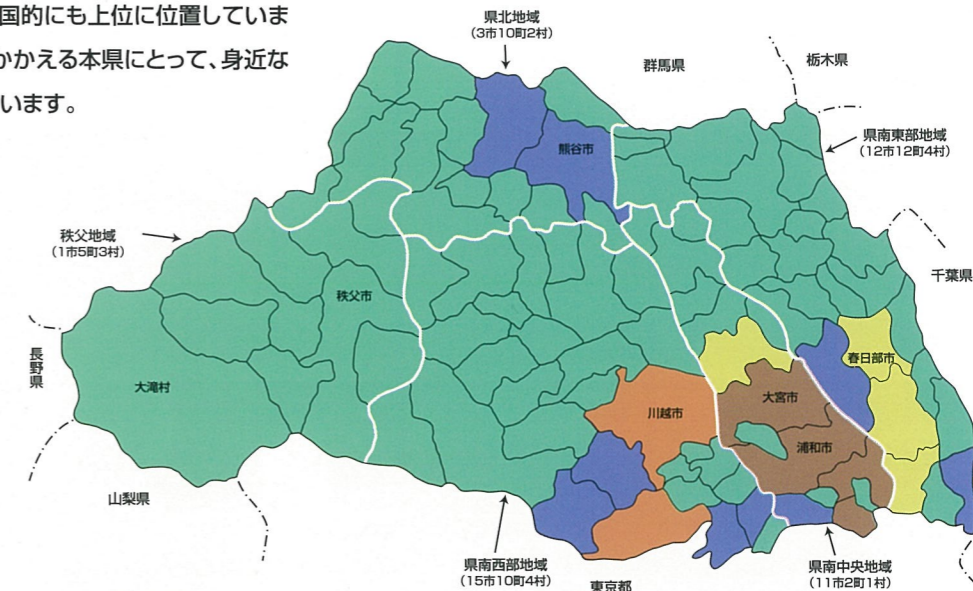 国的にも上位に位置していま
かかえる本県にとって、身近な
います。
県北地域
(3市10町2村)
群馬県
栃木県
熊谷市
県南東部地域
(12市12町4村)
秩父地域
(1市5町3村)
千葉県
秩父市
長野県
大滝村
春日部市
大宮市
川越市
浦和市
山梨県
県南西部地域
(15市10町4村)
東京都
県南中央地域
(11市2町1村)